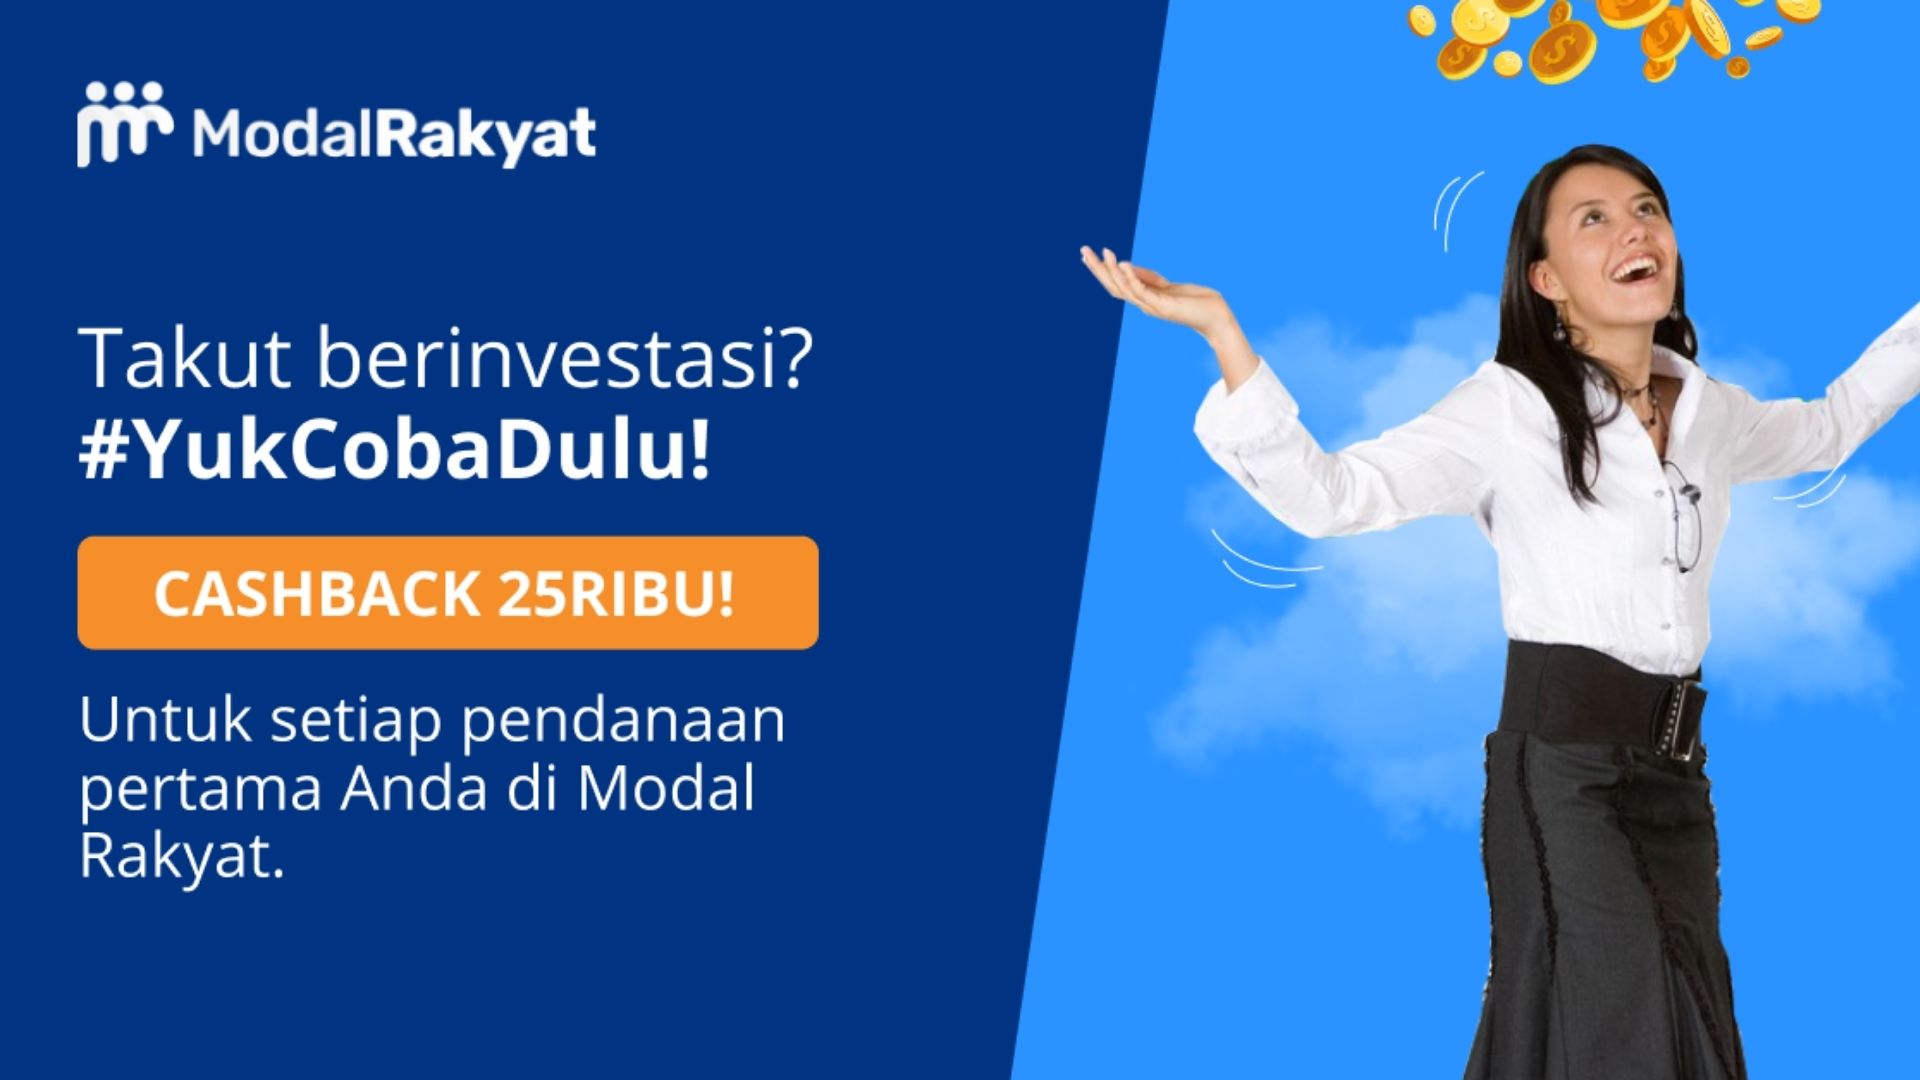 ModalRakyat
Takut berinvestasi?
#YukCobaDulu!
CASHBACK 25RIBU!
Untuk setiap pendanaan
pertama Anda di Modal
Rakyat.